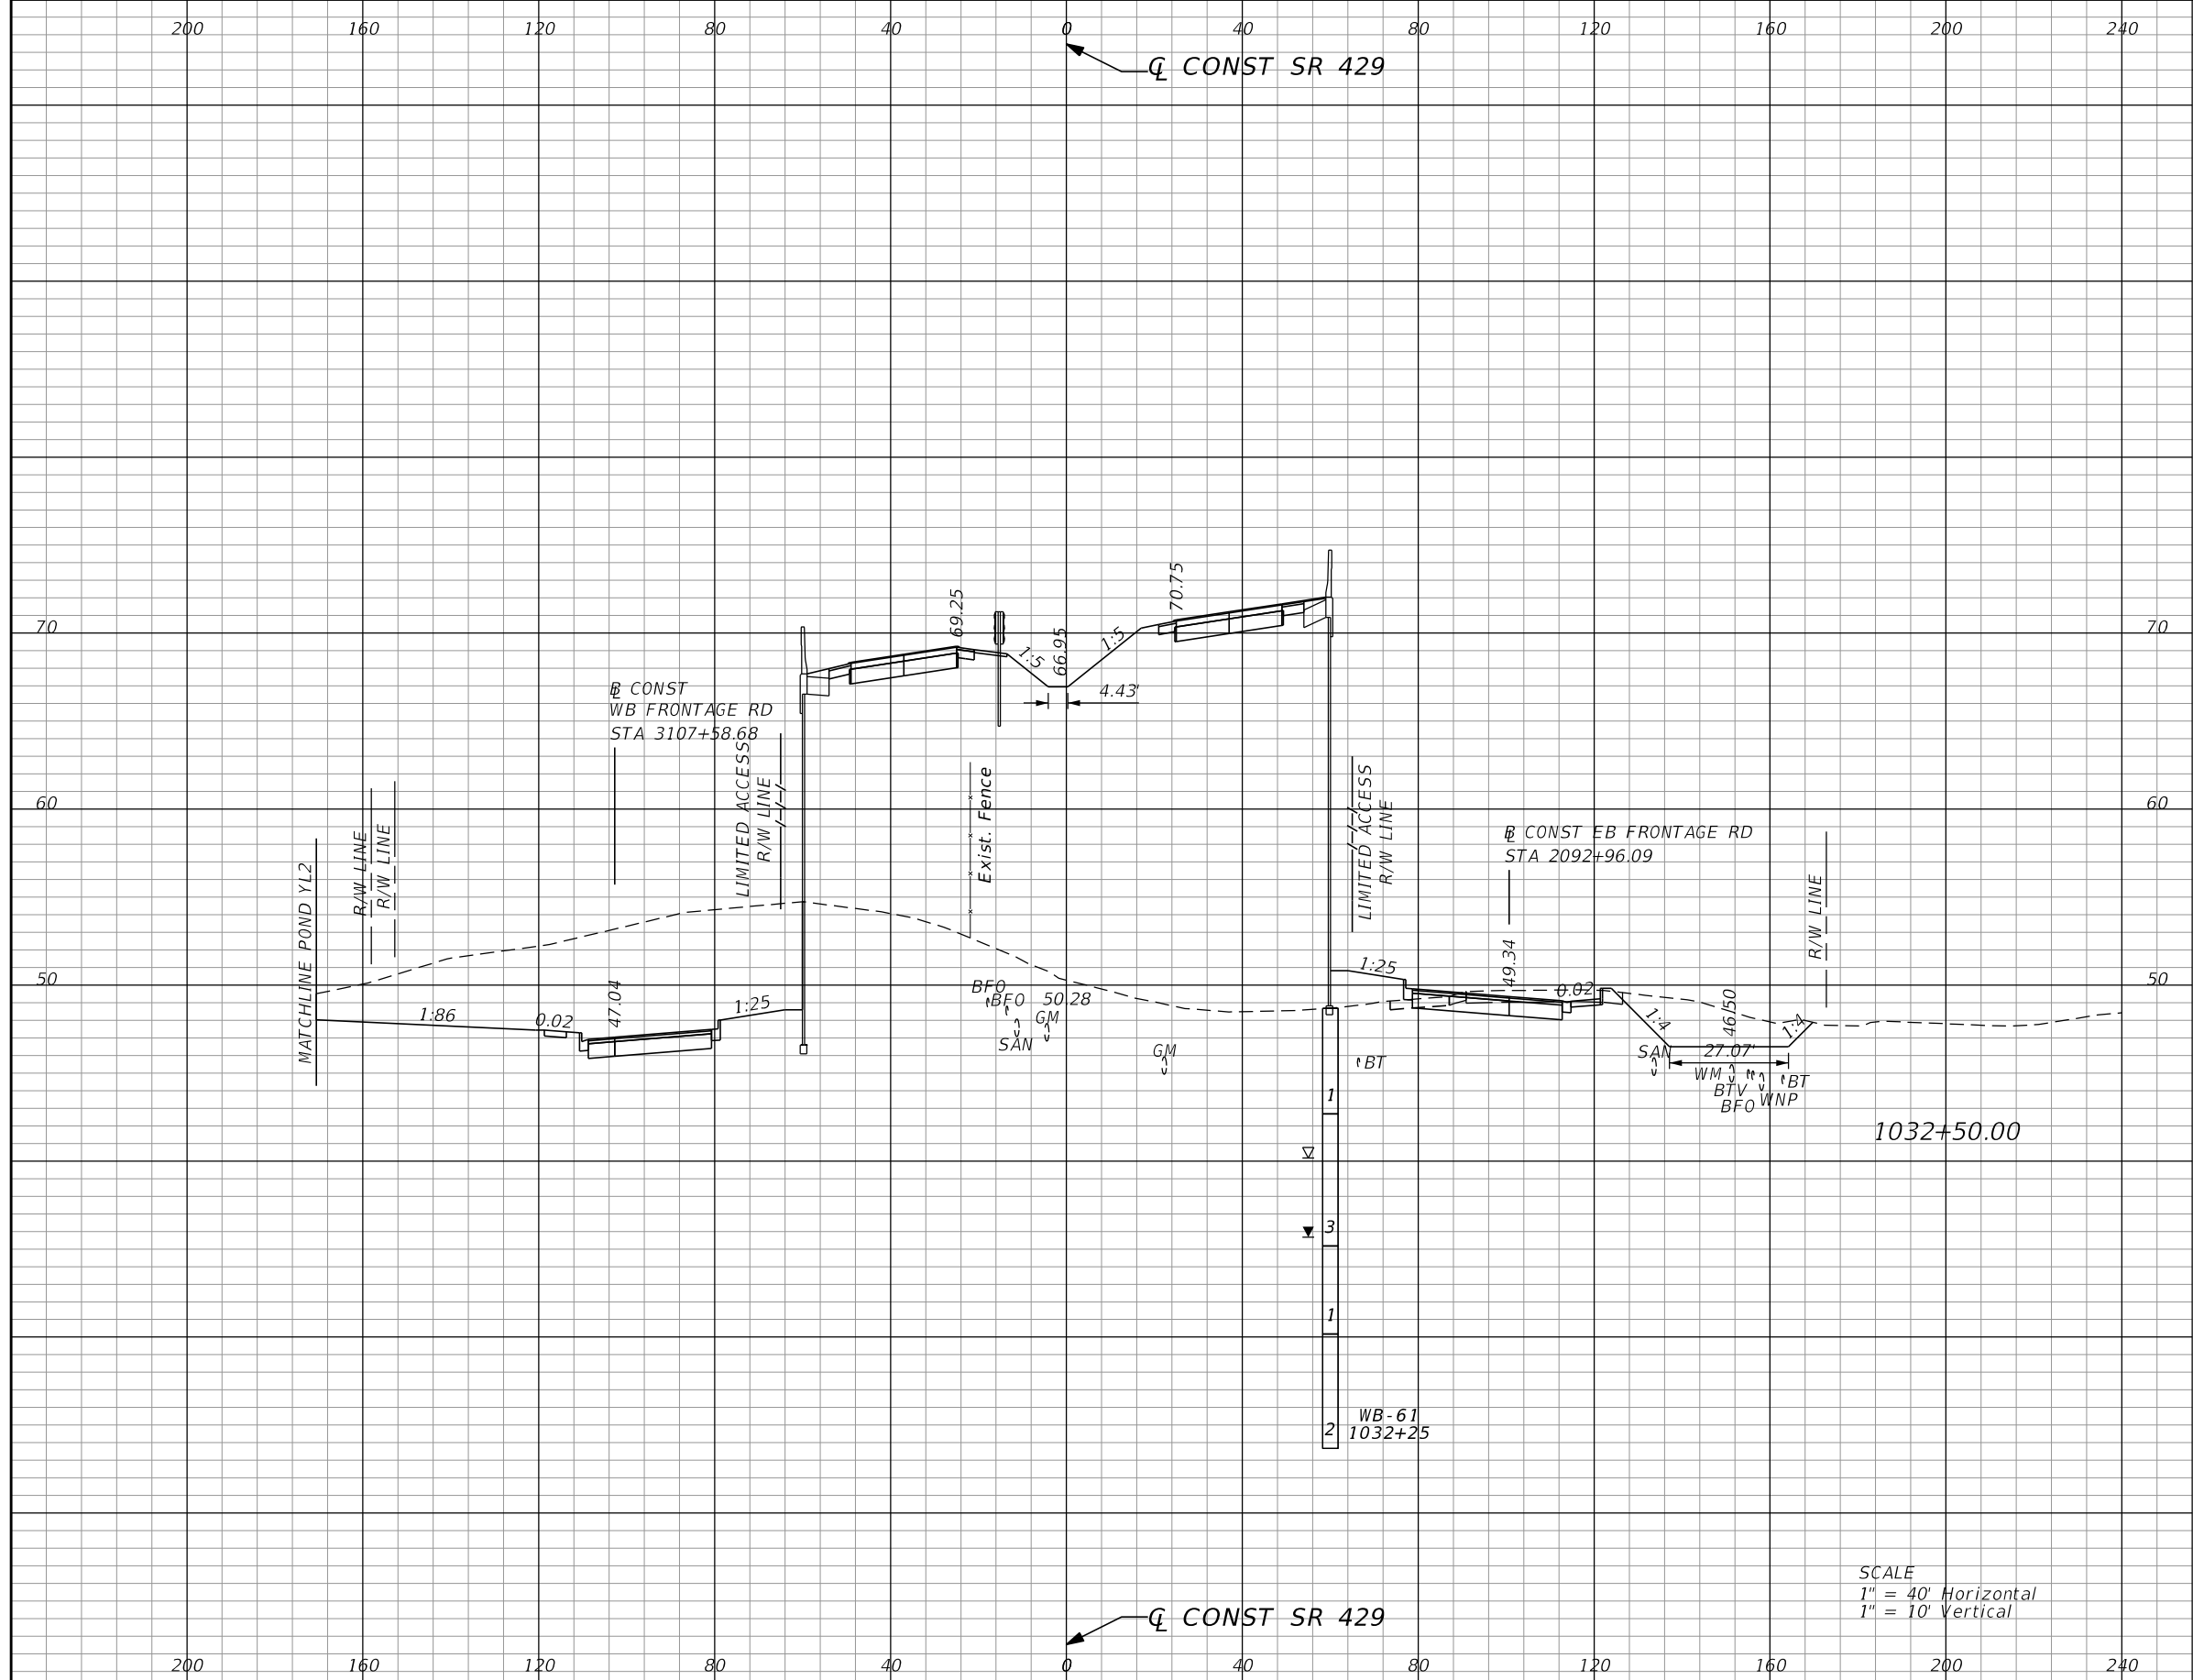 200 160 120 80 40 0 40 80 120 160 200 240
℄ CONST SR 429
70.75
69.25
70 70
1:5 66.95 1:5
4.43'
B͟L CONST
WB FRONTAGE RD
STA 3107+58.68
LIMITED ACCESS
R/W LINE
Exist. Fence
LIMITED ACCESS
R/W LINE
60 60
R/W LINE
R/W LINE
MATCHLINE POND YL2
BL CONST EB FRONTAGE RD
STA 2092+96.09
R/W LINE
50 50
1:86
0.02
47.04
1:25
BFO
BFO 50.28
GM
SAN
GM
BT
1:25
49.34
0.02
1:4
46.50
1:4
SAN
27.07'
WM
BTV
BFO
WNP
BT
1
1032+50.00
3
1
2
WB-61
1032+25
SCALE
1" = 40' Horizontal
1" = 10' Vertical
℄ CONST SR 429
200 160 120 80 40 0 40 80 120 160 200 240